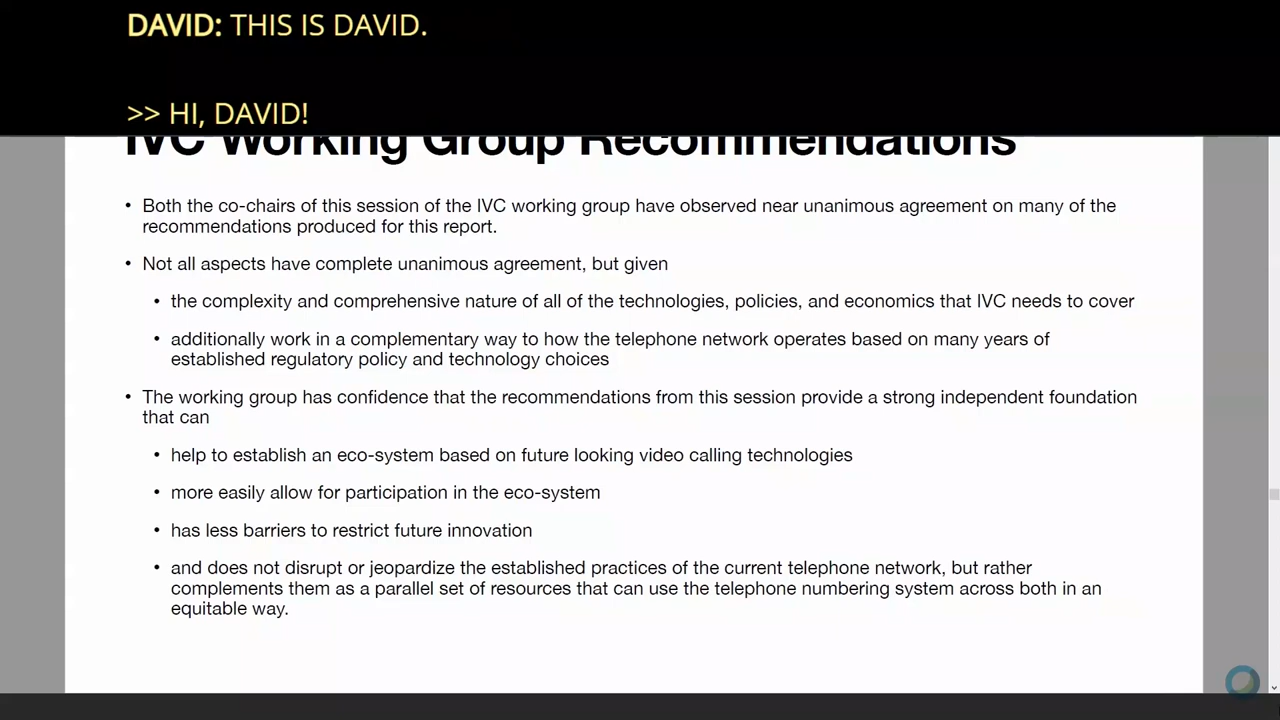 DAVID: THIS IS DAVID.
>> HI, DAVID!
IVC Working Group Recommendations
• Both the co-chairs of this session of the IVC working group have observed near unanimous agreement on many of the
recommendations produced for this report.
• Not all aspects have complete unanimous agreement, but given
• the complexity and comprehensive nature of all of the technologies, policies, and economics that IVC needs to cover
• additionally work in a complementary way to how the telephone network operates based on many years of
established regulatory policy and technology choices
• The working group has confidence that the recommendations from this session provide a strong independent foundation
that can
• help to establish an eco-system based on future looking video calling technologies
• more easily allow for participation in the eco-system
• has less barriers to restrict future innovation
• and does not disrupt or jeopardize the established practices of the current telephone network, but rather
complements them as a parallel set of resources that can use the telephone numbering system across both in an
equitable way.